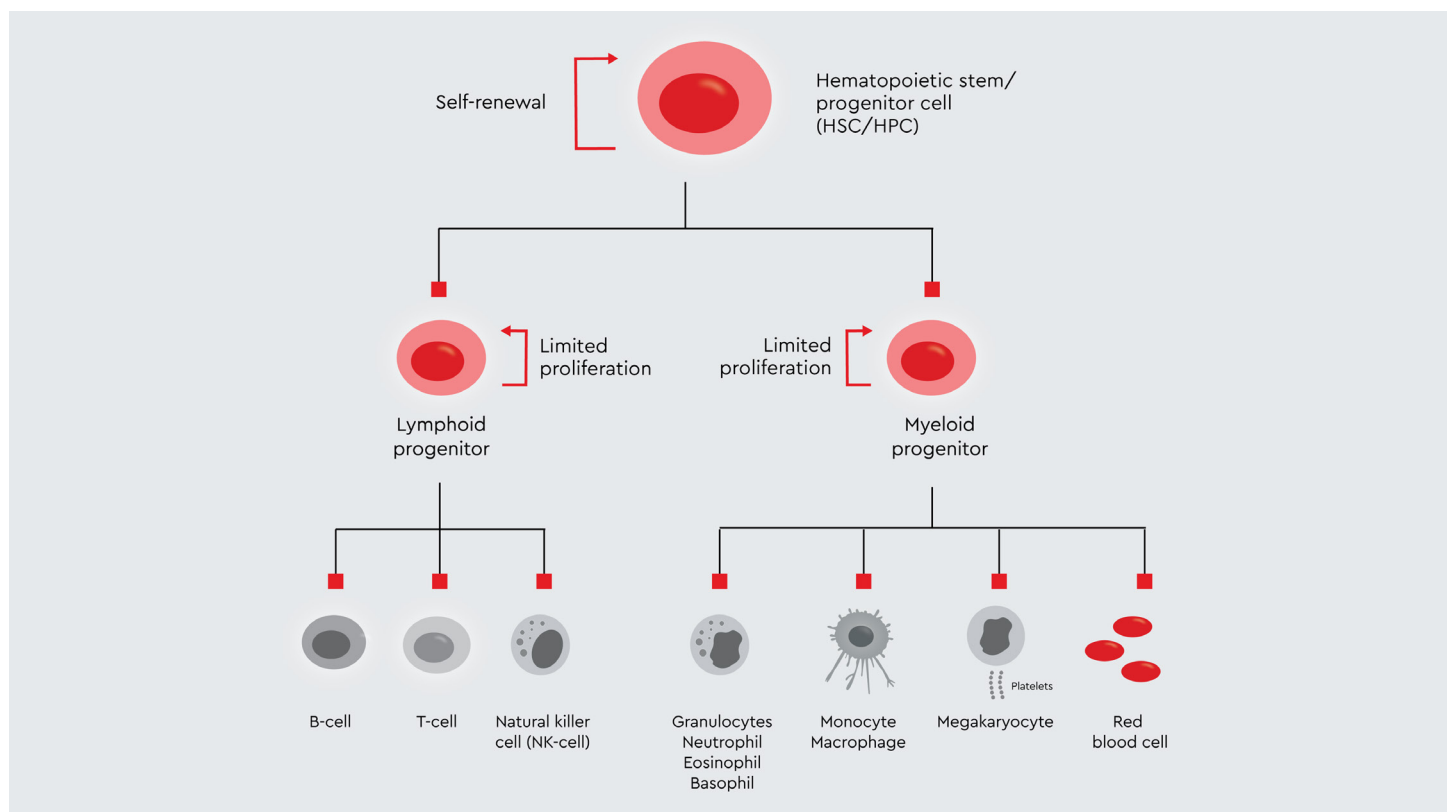 Self-renewal
Hematopoietic stem/
progenitor cell
(HSC/HPC)
Limited
proliferation
Limited
proliferation
Lymphoid
progenitor
Myeloid
progenitor
Platelets
B-cell
T-cell
Natural killer
cell (NK-cell)
Granulocytes
Neutrophil
Eosinophil
Basophil
Monocyte
Macrophage
Megakaryocyte
Red
blood cell